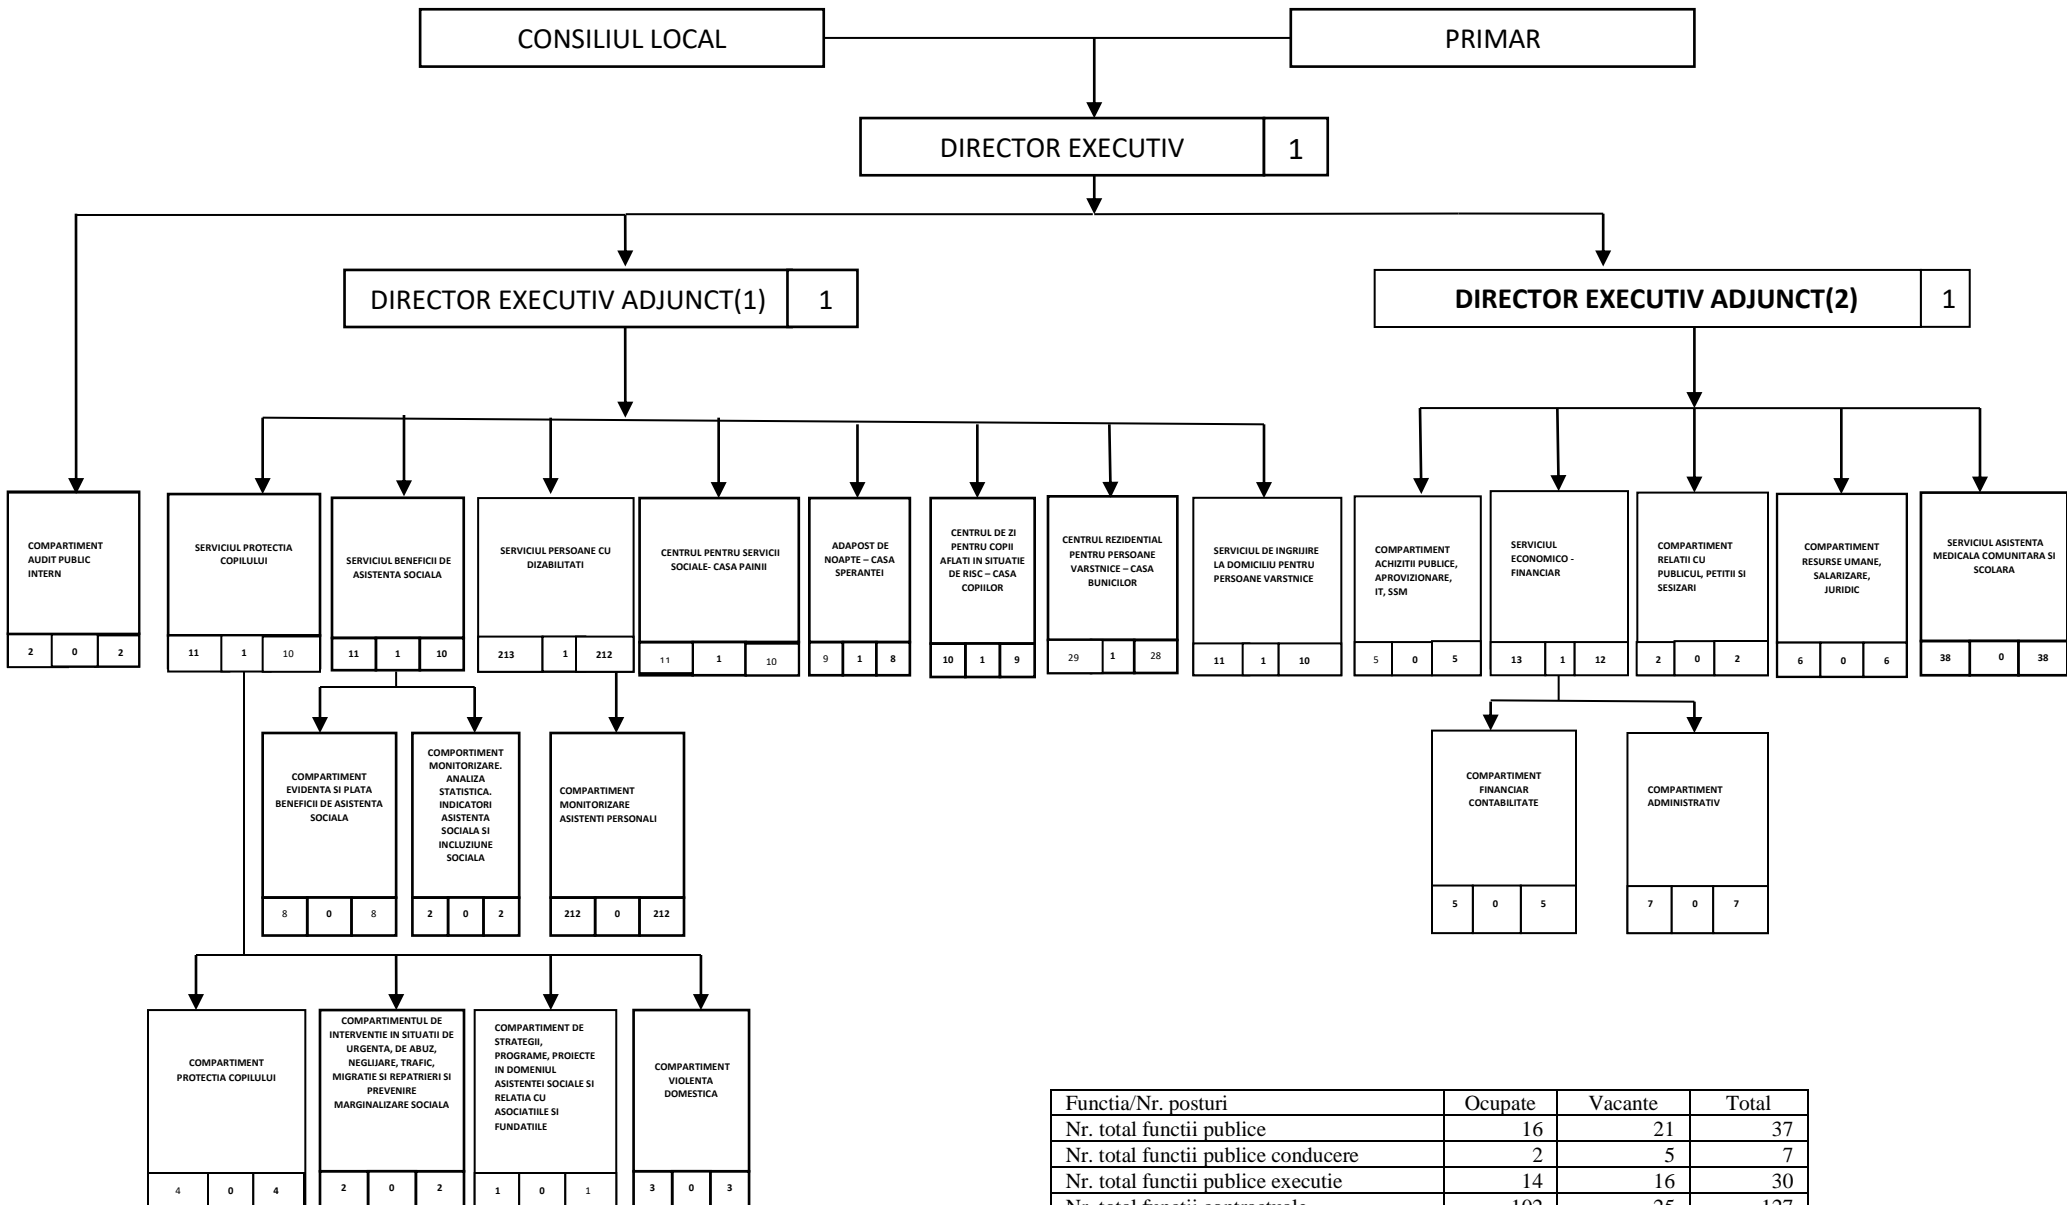 CONSILIUL LOCAL
PRIMAR
DIRECTOR EXECUTIV
1
DIRECTOR EXECUTIV ADJUNCT(1)
1
DIRECTOR EXECUTIV ADJUNCT(2)
1
COMPARTIMENT
AUDIT PUBLIC
INTERN
2 0 2
SERVICIUL PROTECTIA
COPILULUI
11 1 10
SERVICIUL BENEFICII DE
ASISTENTA SOCIALA
11 1 10
SERVICIUL PERSOANE CU
DIZABILITATI
213 1 212
CENTRUL PENTRU SERVICII
SOCIALE- CASA PAINII
11 1 10
ADAPOST DE
NOAPTE – CASA
SPERANTEI
9 1 8
CENTRUL DE ZI
PENTRU COPII
AFLATI IN SITUATIE
DE RISC – CASA
COPIILOR
10 1 9
CENTRUL REZIDENTIAL
PENTRU PERSOANE
VARSTNICE – CASA
BUNICILOR
29 1 28
SERVICIUL DE INGRIJIRE
LA DOMICILIU PENTRU
PERSOANE VARSTNICE
11 1 10
COMPARTIMENT
ACHIZITII PUBLICE,
APROVIZIONARE,
IT, SSM
5 0 5
SERVICIUL
ECONOMICO -
FINANCIAR
13 1 12
COMPARTIMENT
RELATII CU
PUBLICUL, PETITII SI
SESIZARI
2 0 2
COMPARTIMENT
RESURSE UMANE,
SALARIZARE,
JURIDIC
6 0 6
SERVICIUL ASISTENTA
MEDICALA COMUNITARA SI
SCOLARA
38 0 38
COMPARTIMENT
EVIDENTA SI PLATA
BENEFICII DE ASISTENTA
SOCIALA
8 0 8
COMPORTIMENT
MONITORIZARE.
ANALIZA
STATISTICA.
INDICATORI
ASISTENTA
SOCIALA SI
INCLUZIUNE
SOCIALA
2 0 2
COMPARTIMENT
MONITORIZARE
ASISTENTI PERSONALI
212 0 212
COMPARTIMENT
FINANCIAR
CONTABILITATE
5 0 5
COMPARTIMENT
ADMINISTRATIV
7 0 7
COMPARTIMENT
PROTECTIA COPILULUI
4 0 4
COMPARTIMENTUL DE
INTERVENTIE IN SITUATII DE
URGENTA, DE ABUZ,
NEGLIJARE, TRAFIC,
MIGRATIE SI REPATRIERI SI
PREVENIRE
MARGINALIZARE SOCIALA
2 0 2
COMPARTIMENT DE
STRATEGII,
PROGRAME, PROIECTE
IN DOMENIUL
ASISTENTEI SOCIALE SI
RELATIA CU
ASOCIATIILE SI
FUNDATIILE
1 0 1
COMPARTIMENT
VIOLENTA
DOMESTICA
3 0 3
Functia/Nr. posturi Ocupate Vacante Total
Nr. total functii publice 16 21 37
Nr. total functii publice conducere 2 5 7
Nr. total functii publice executie 14 16 30
Nr. total functii contractuale 102 25 127